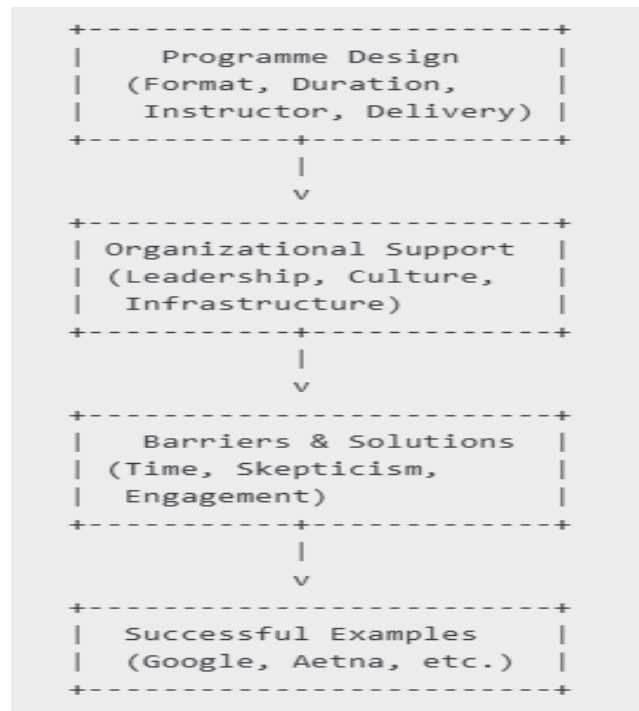 +--------------------------+
| Programme Design |
| (Format, Duration, |
| Instructor, Delivery) |
+-----------+--------------+
|
v
+--------------------------+
| Organizational Support |
| (Leadership, Culture, |
| Infrastructure) |
+-----------+--------------+
|
v
+--------------------------+
| Barriers & Solutions |
| (Time, Skepticism, |
| Engagement) |
+-----------+--------------+
|
v
+--------------------------+
| Successful Examples |
| (Google, Aetna, etc.) |
+--------------------------+